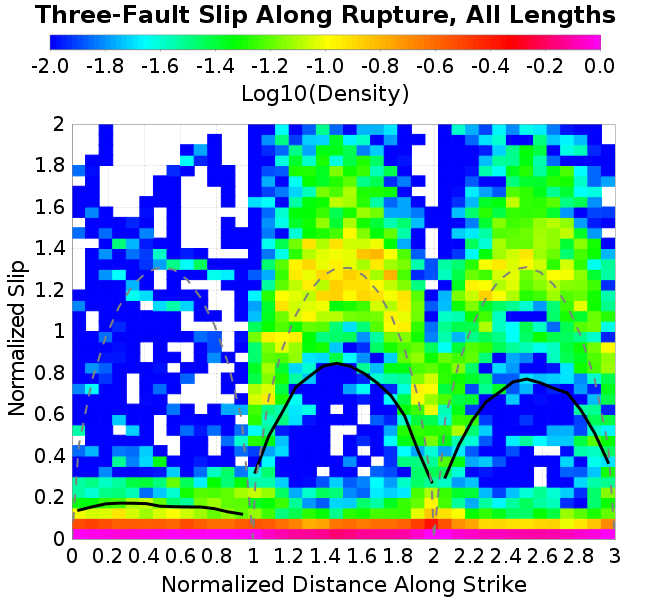 Three-Fault Slip Along Rupture, All Lengths
-2.0 -1.8 -1.6 -1.4 -1.2 -1.0 -0.8 -0.6 -0.4 -0.2 0.0
Log10(Density)
2
1.8
1.6
1.4
1.2
1
0.8
0.6
0.4
0.2
0
Normalized Slip
0 0.2 0.4 0.6 0.8 1 1.2 1.4 1.6 1.8 2 2.2 2.4 2.6 2.8 3
Normalized Distance Along Strike